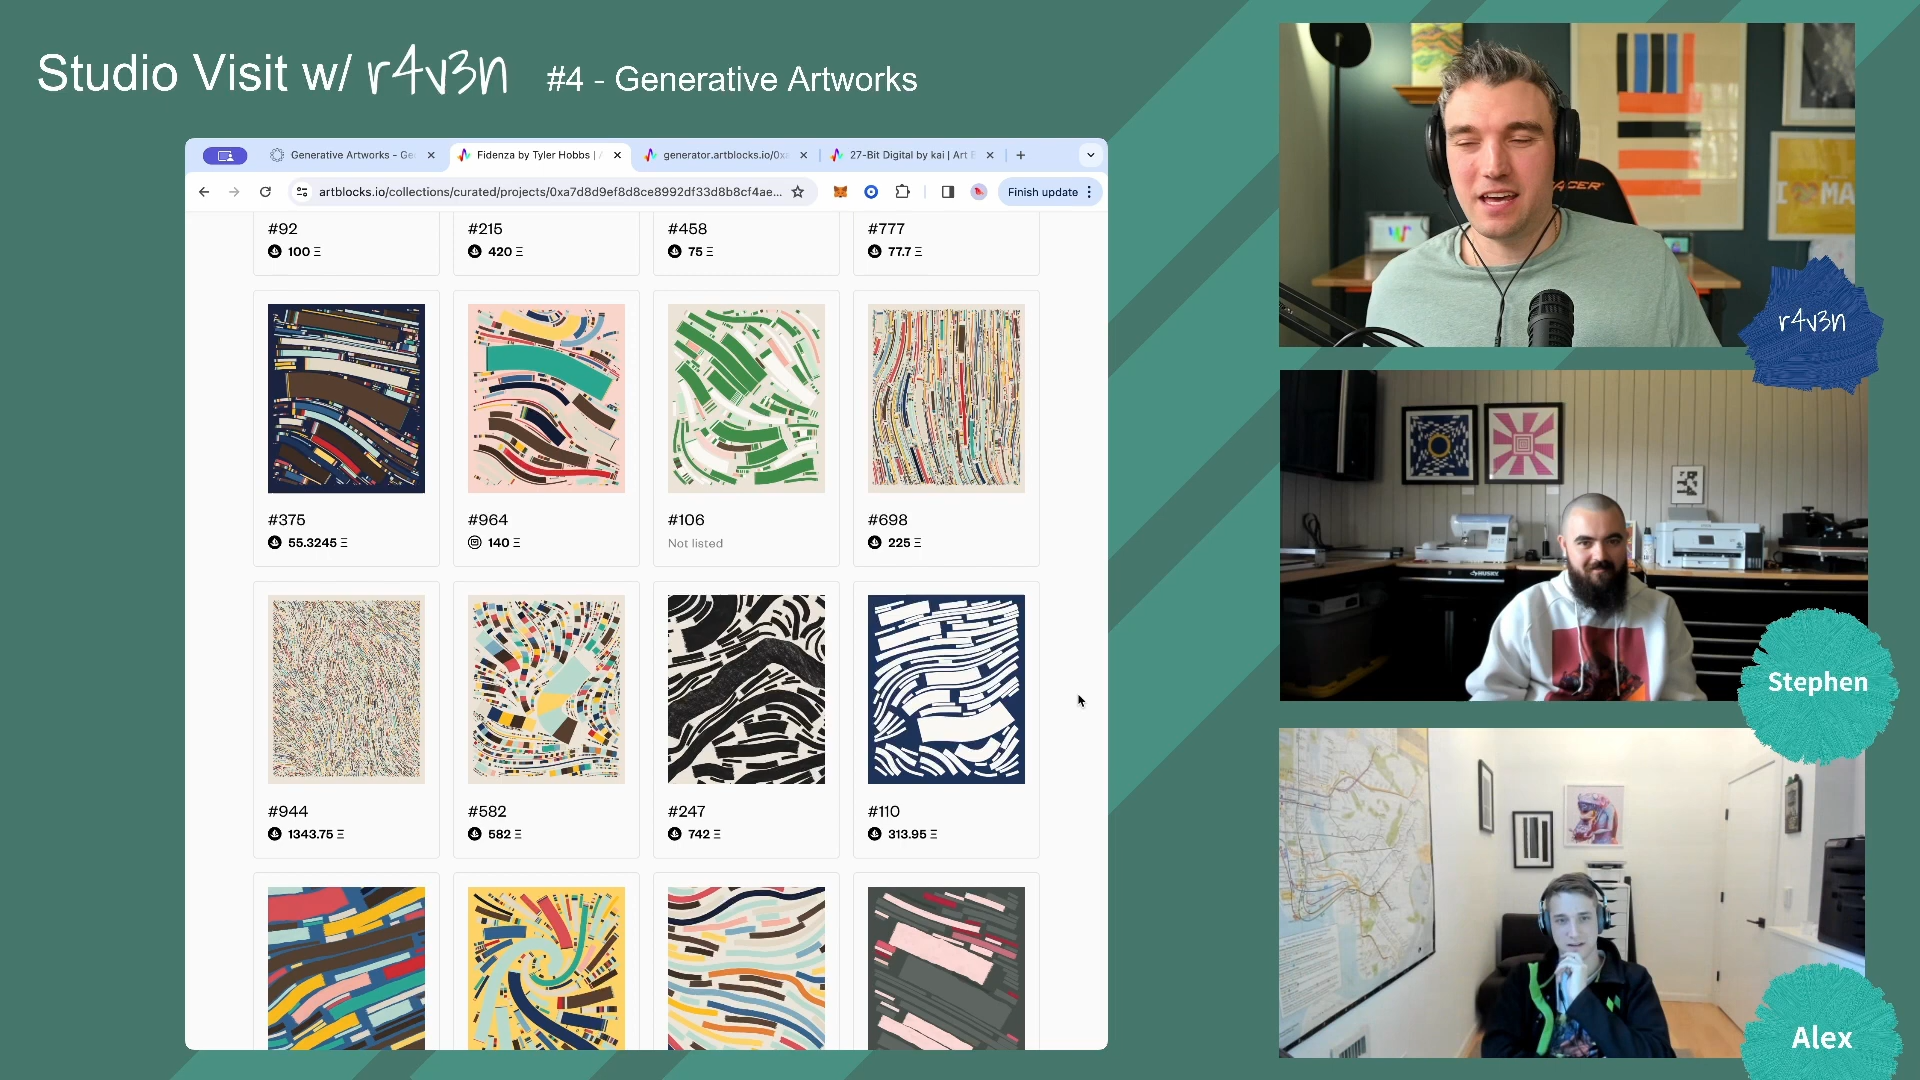 Studio Visit w/ r4v3n #4 - Generative Artworks
Generative Artworks - Ge
Fidenza by Tyler Hobbs |
generator.artblocks.io/0xa
27-Bit Digital by kai | Art B
artblocks.io/collections/curated/projects/0xa7d8d9ef8d8ce8992df33d8b8cf4ae...
Finish update
#92
#215
#458
#777
100 Ξ
420 Ξ
75 Ξ
77.7 Ξ
#375
#964
#106
#698
55.3245 Ξ
140 Ξ
Not listed
225 Ξ
#944
#582
#247
#110
1343.75 Ξ
582 Ξ
742 Ξ
313.95 Ξ
r4v3n
Stephen
Alex
HUSKY